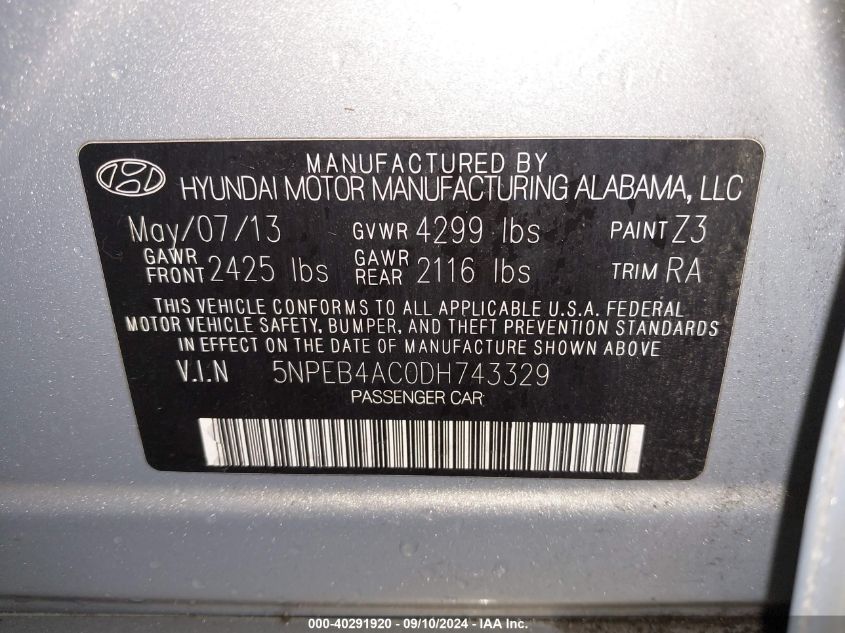 MANUFACTURED BY
HYUNDAI MOTOR MANUFACTURING ALABAMA, LLC
May/07/13 GVWR 4299 lbs PAINT Z3
GAWR FRONT 2425 lbs GAWR REAR 2116 lbs TRIM RA
THIS VEHICLE CONFORMS TO ALL APPLICABLE U.S.A. FEDERAL
MOTOR VEHICLE SAFETY, BUMPER, AND THEFT PREVENTION STANDARDS
IN EFFECT ON THE DATE OF MANUFACTURE SHOWN ABOVE
V.I.N 5NPEB4AC0DH743329
PASSENGER CAR
000-40291920 - 09/10/2024 - IAA Inc.